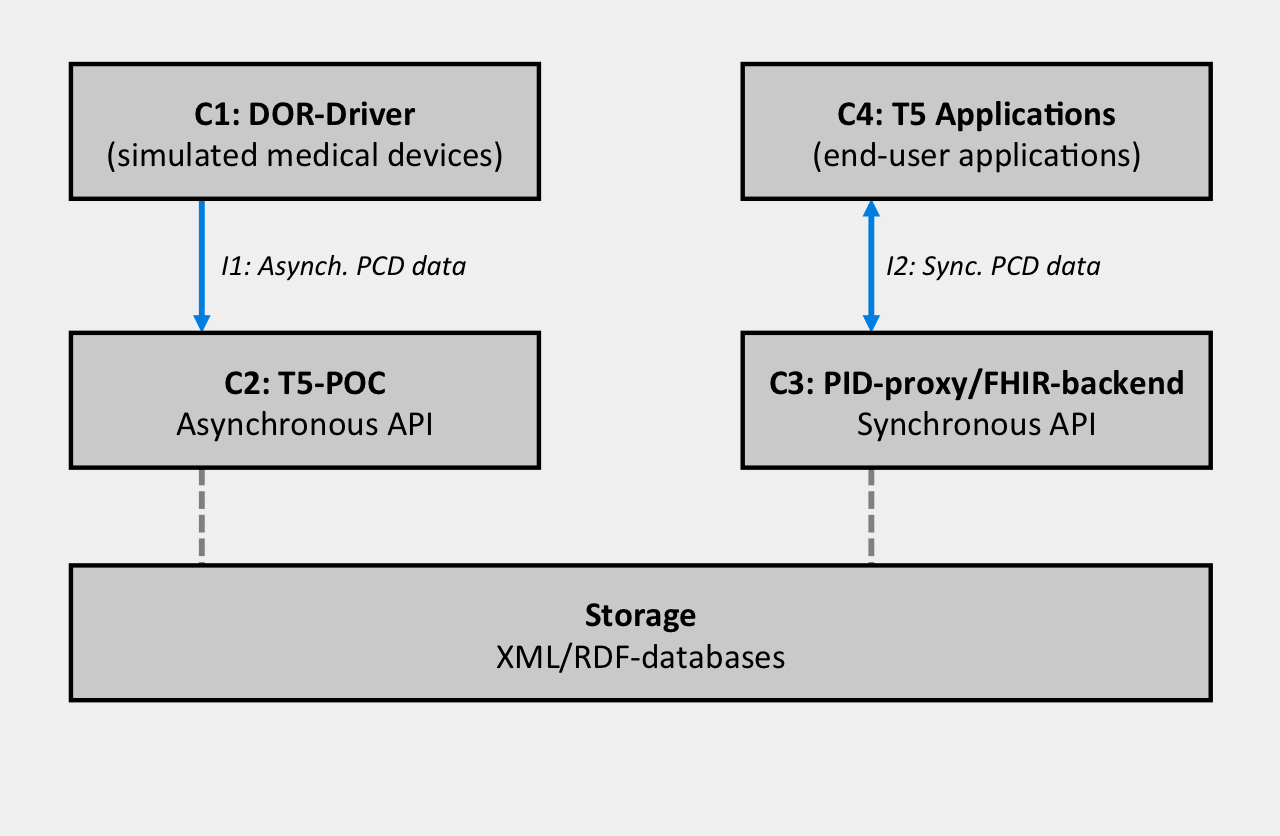 C1: DOR-Driver
(simulated medical devices)
C4: T5 Applications
(end-user applications)
I1: Asynch. PCD data
I2: Sync. PCD data
C2: T5-POC
Asynchronous API
C3: PID-proxy/FHIR-backend
Synchronous API
Storage
XML/RDF-databases